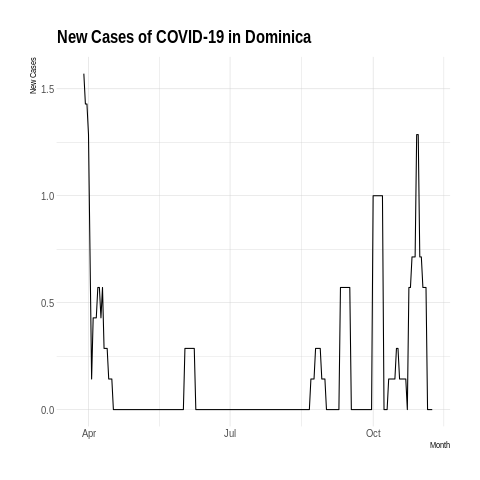 New Cases of COVID-19 in Dominica
New Cases
1.5
1.0
0.5
0.0
Apr
Jul
Oct
Month